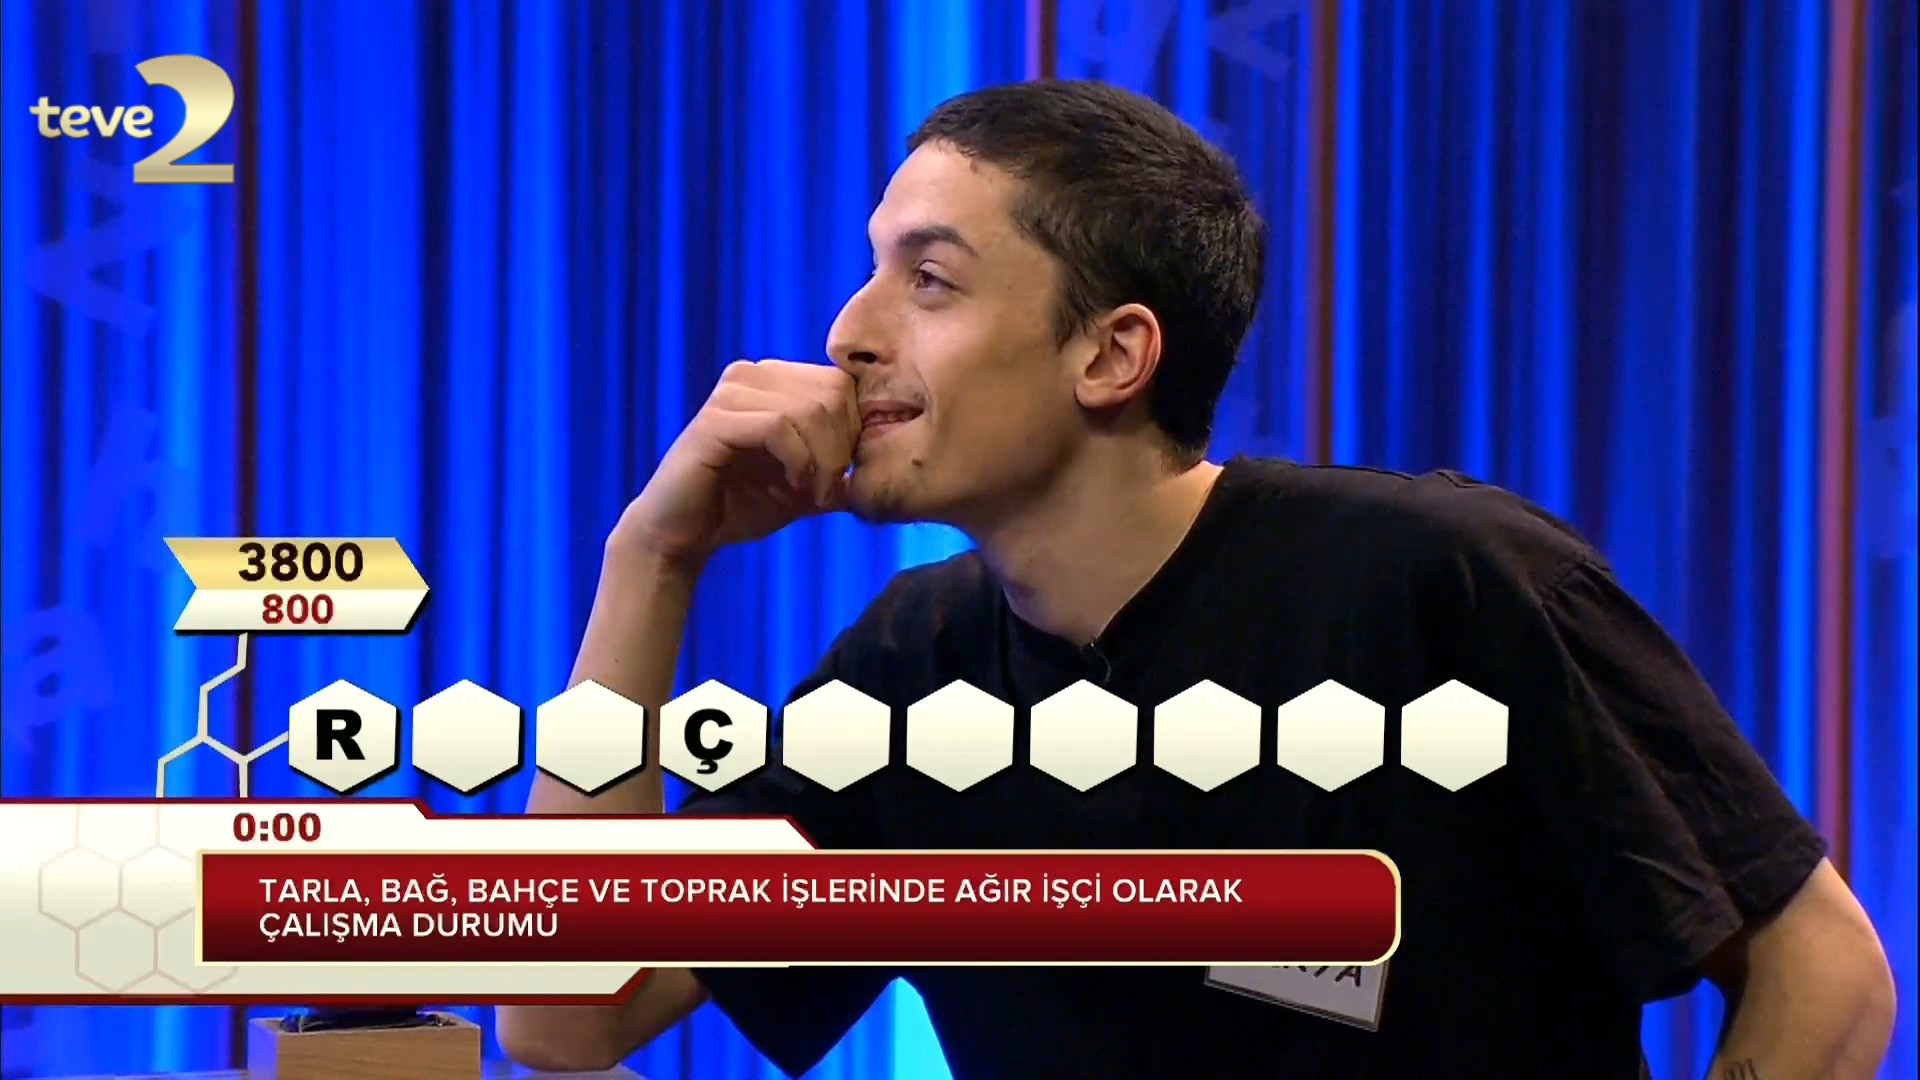 teve2
3800
800
R Ç
0:00
TARLA, BAĞ, BAHÇE VE TOPRAK İŞLERİNDE AĞIR İŞÇİ OLARAK
ÇALIŞMA DURUMU